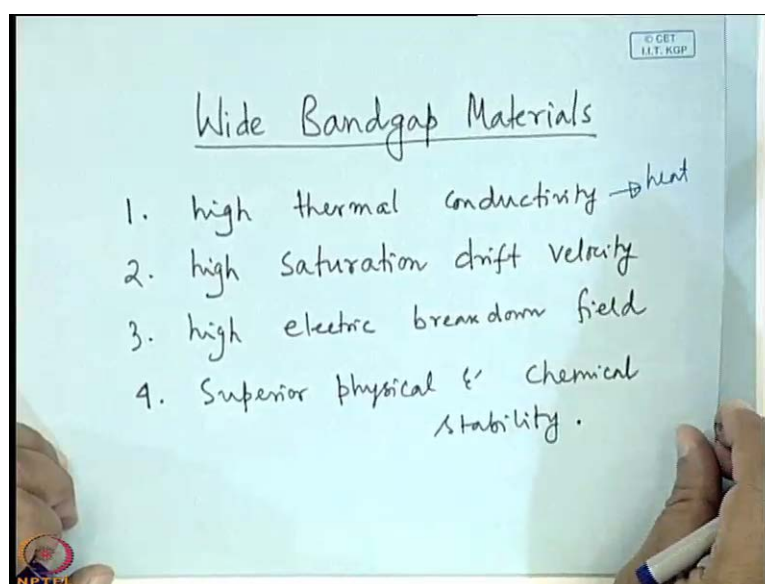 © CET
I.I.T. KGP
Wide Bandgap Materials
1. high thermal conductivity → heat
2. high saturation drift velocity
3. high electric breakdown field
4. Superior physical & chemical
stability.
NPTEL